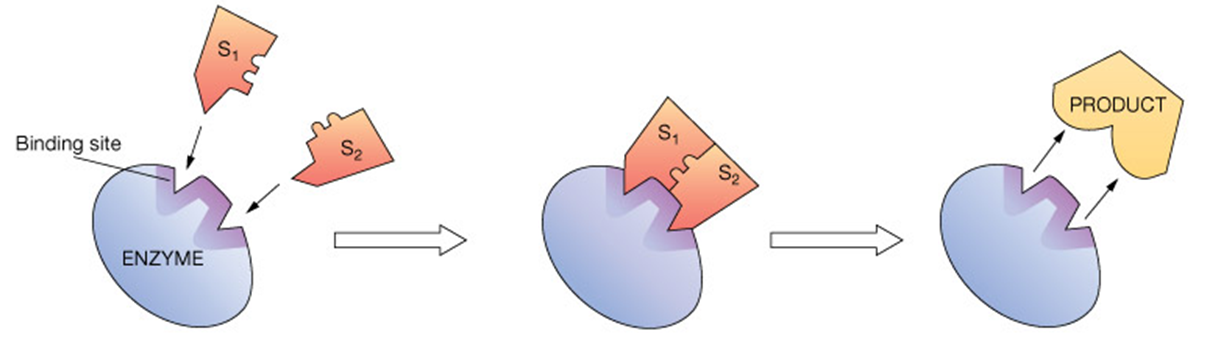 S1
Binding site
S2
ENZYME
S1
S2
PRODUCT